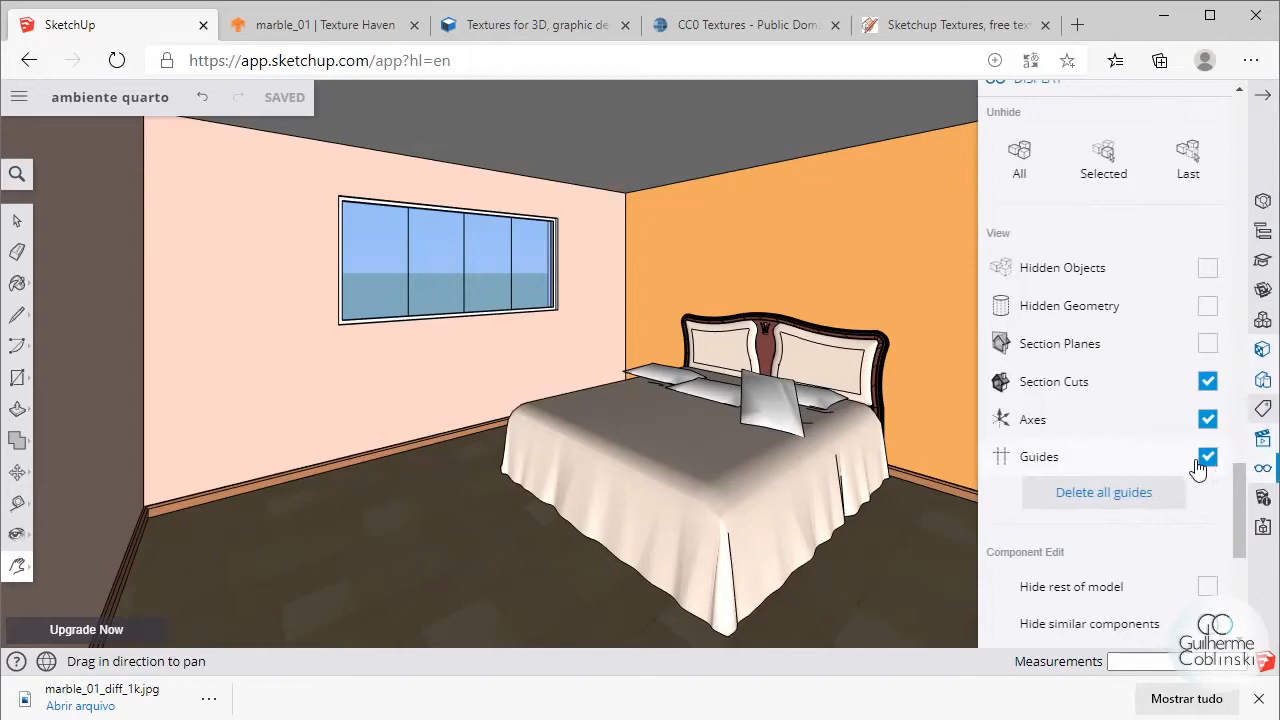 SketchUp
marble_01 | Texture Haven
Textures for 3D, graphic de
CC0 Textures - Public Dom
Sketchup Textures, free tex
https://app.sketchup.com/app?hl=en
ambiente quarto
SAVED
DISPLAY
Unhide
All
Selected
Last
View
Hidden Objects
Hidden Geometry
Section Planes
Section Cuts
Axes
Guides
Delete all guides
Component Edit
Hide rest of model
Hide similar components
GC
Guilherme
Coblinski
Upgrade Now
Drag in direction to pan
Measurements
marble_01_diff_1k.jpg
Abrir arquivo
Mostrar tudo